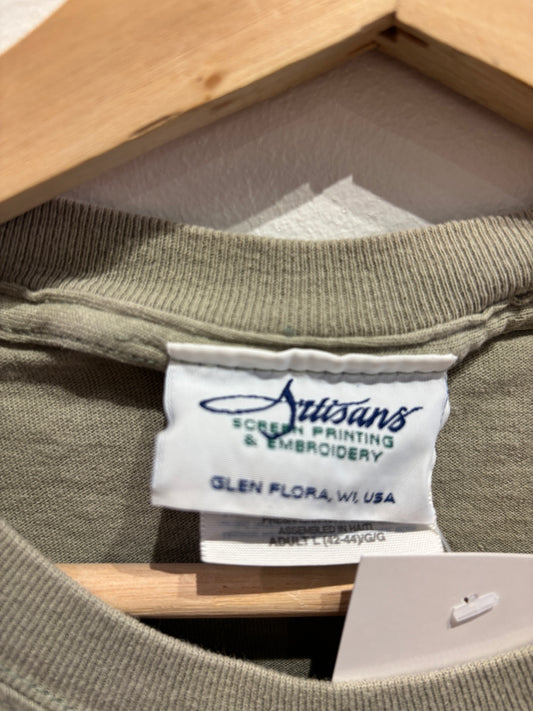 Artisans
SCREEN PRINTING
& EMBROIDERY
GLEN FLORA, WI, USA
ASSEMBLED IN HAITI
ADULT L (42-44)G/G